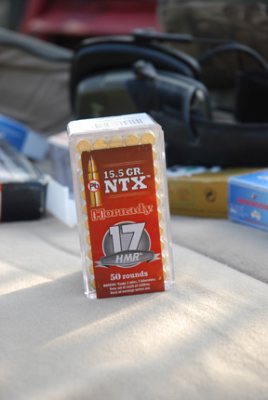 15.5 GR.
NTX
Hornady
17
HMR
50 rounds